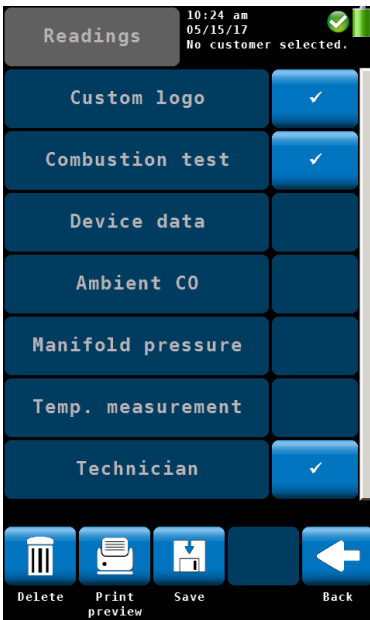 Readings
10:24 am
05/15/17
No customer selected.
Custom logo
Combustion test
Device data
Ambient CO
Manifold pressure
Temp. measurement
Technician
Delete
Print
preview
Save
Back